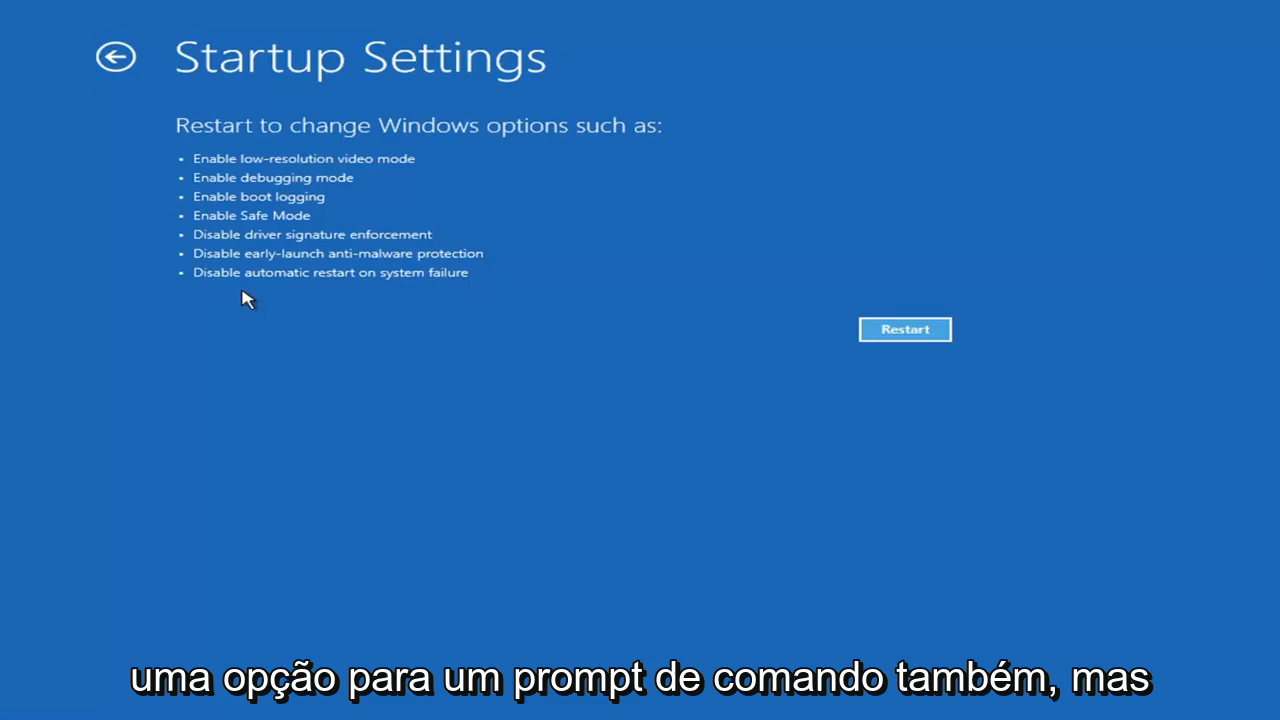 Startup Settings
Restart to change Windows options such as:
• Enable low-resolution video mode
• Enable debugging mode
• Enable boot logging
• Enable Safe Mode
• Disable driver signature enforcement
• Disable early-launch anti-malware protection
• Disable automatic restart on system failure
Restart
uma opção para um prompt de comando também, mas